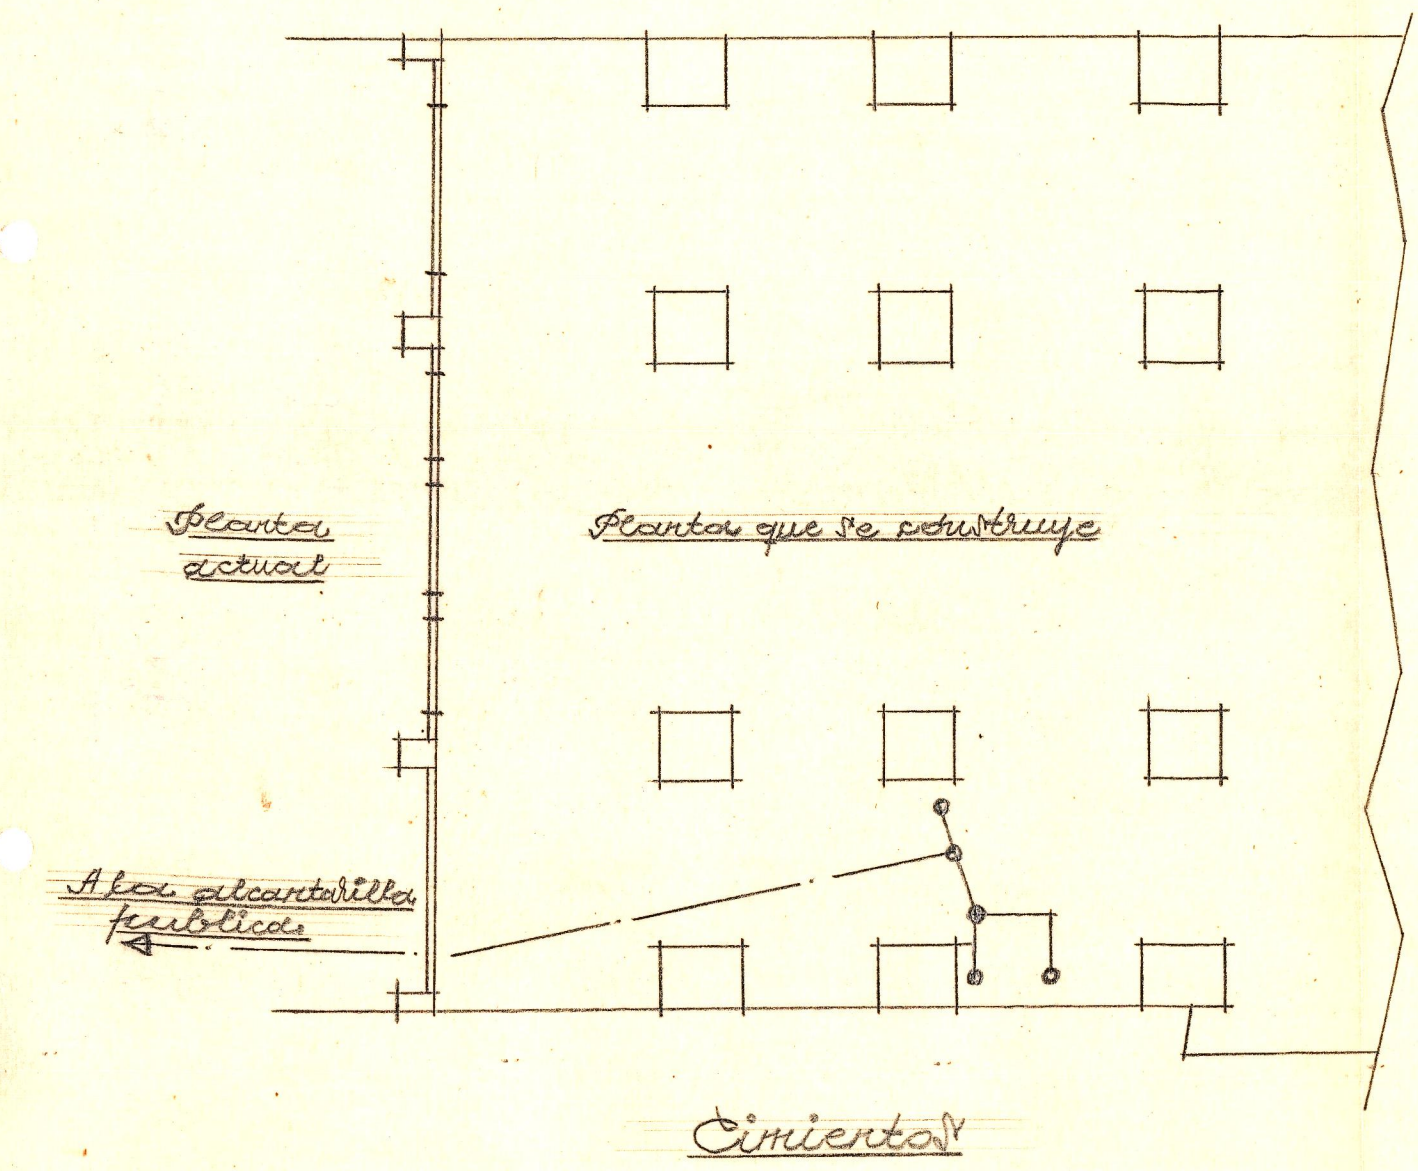 Planta
actual
Planta que se construye
A la alcantarilla
publica.
Cimientos